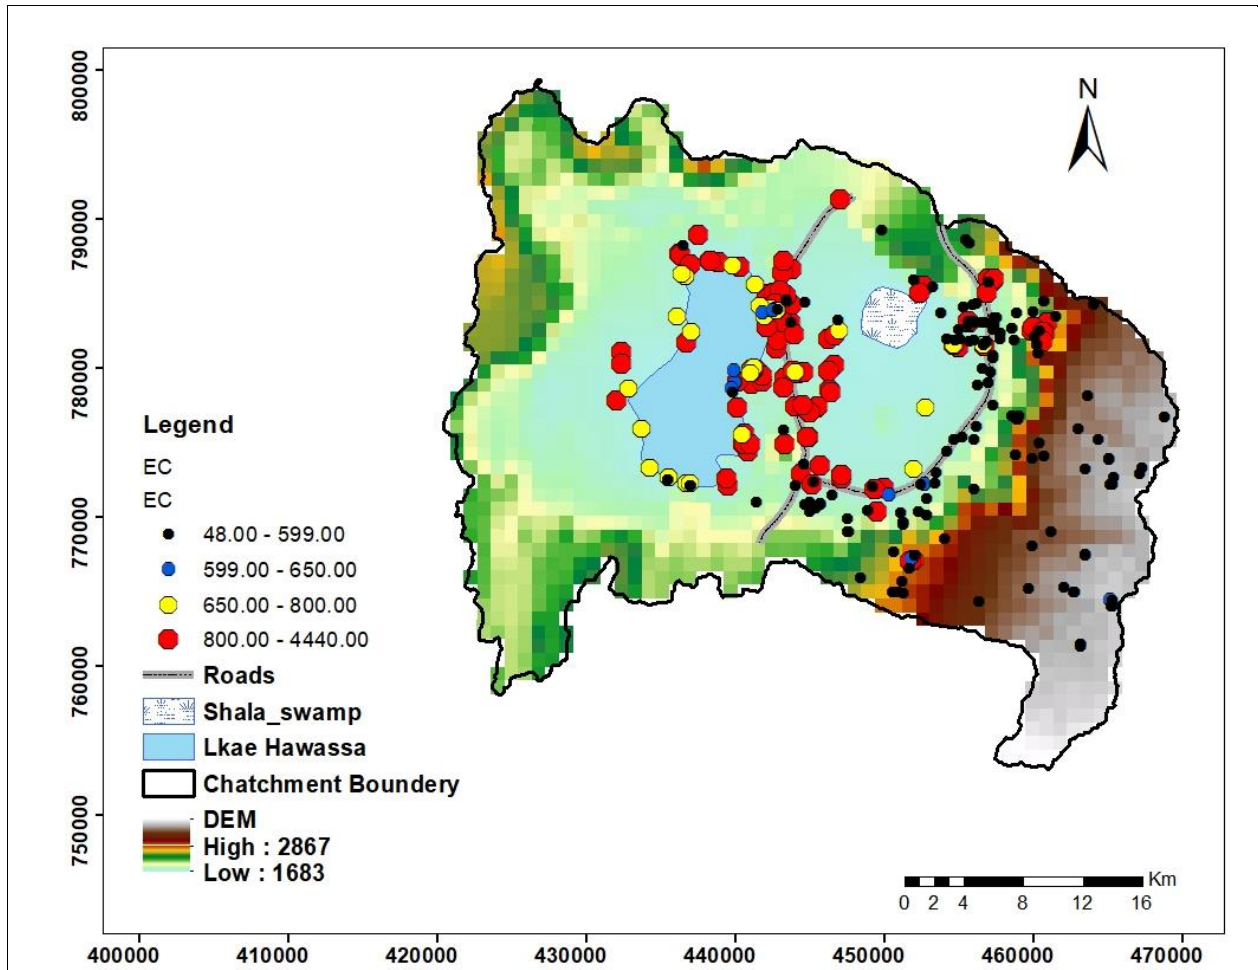 800000
790000
780000
770000
760000
750000
N
Legend
EC
EC
48.00 - 599.00
599.00 - 650.00
650.00 - 800.00
800.00 - 4440.00
Roads
Shala_swamp
Lkae Hawassa
Chatchment Boundery
DEM
High : 2867
Low : 1683
Km
0 2 4 8 12 16
400000 410000 420000 430000 440000 450000 460000 470000